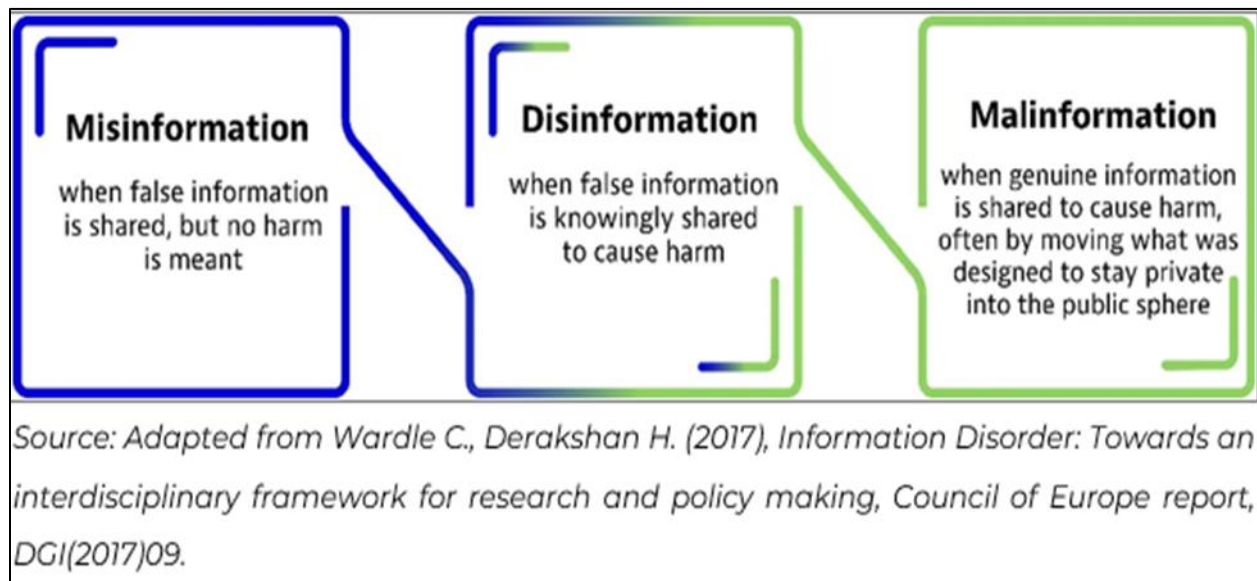 Misinformation
when false information
is shared, but no harm
is meant
Disinformation
when false information
is knowingly shared
to cause harm
Malinformation
when genuine information
is shared to cause harm,
often by moving what was
designed to stay private
into the public sphere
Source: Adapted from Wardle C., Derakshan H. (2017), Information Disorder: Towards an
interdisciplinary framework for research and policy making, Council of Europe report,
DGI(2017)09.